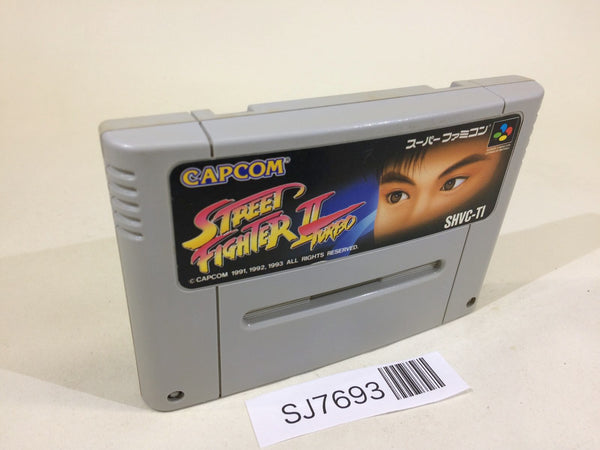 CAPCOM
スーパーファミコン
STREET
FIGHTER II
TURBO
SHVC-TI
© CAPCOM 1991, 1992, 1993 ALL RIGHTS RESERVED.
SJ7693